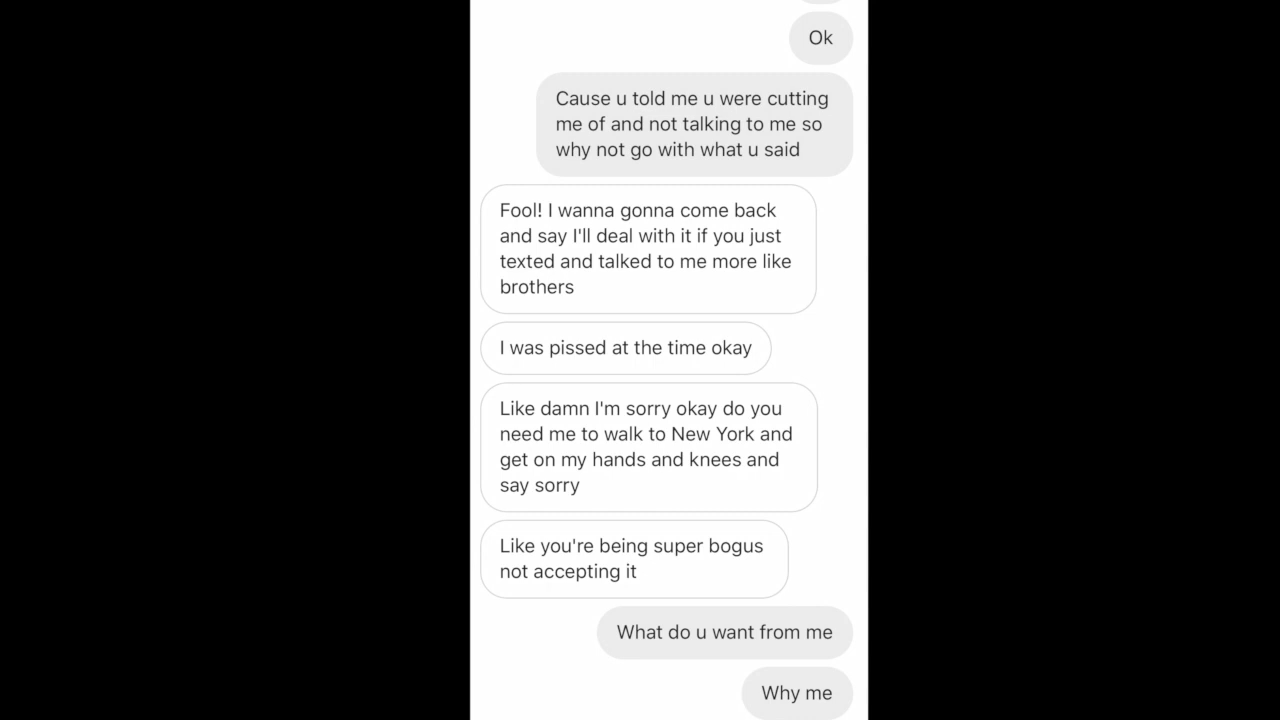 Ok
Cause u told me u were cutting
me of and not talking to me so
why not go with what u said
Fool! I wanna gonna come back
and say I'll deal with it if you just
texted and talked to me more like
brothers
I was pissed at the time okay
Like damn I'm sorry okay do you
need me to walk to New York and
get on my hands and knees and
say sorry
Like you're being super bogus
not accepting it
What do u want from me
Why me